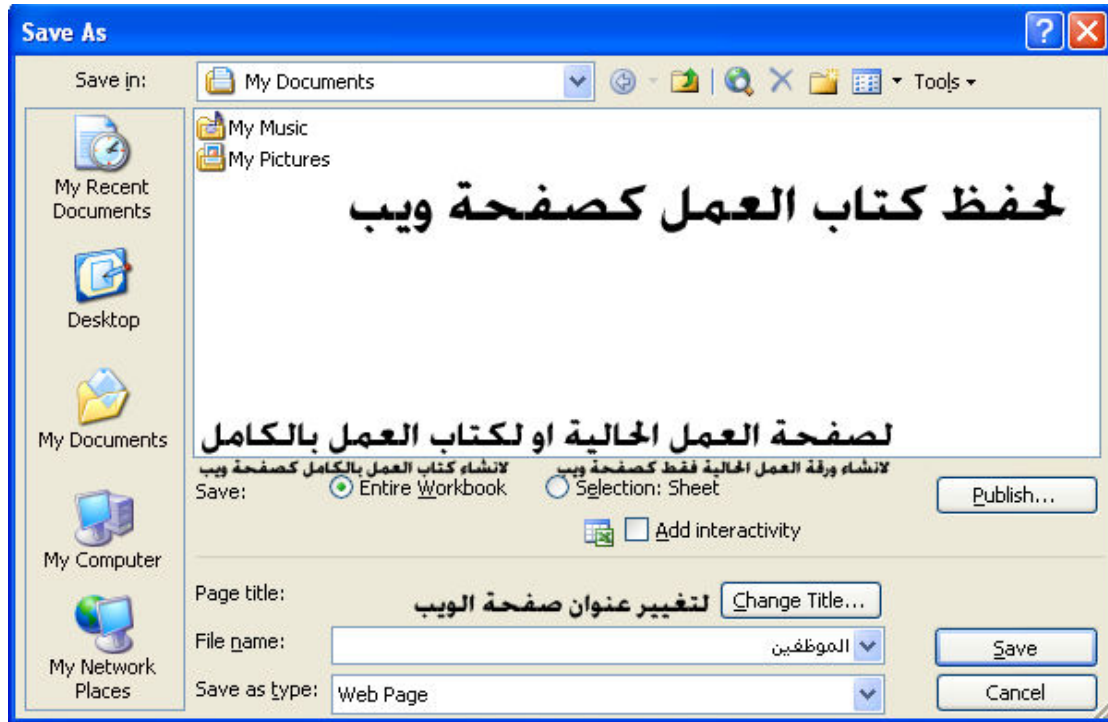 Save As
Save in:
My Documents
Tools
My Recent
Documents
Desktop
My Documents
My Computer
My Network
Places
My Music
My Pictures
لحفظ كتاب العمل كصفحة ويب
لصفحة العمل الحالية او لكتاب العمل بالكامل
لانشاء ورقة العمل الحالية فقط كصفحة ويب
لانشاء كتاب العمل بالكامل كصفحة ويب
Save:
Entire Workbook
Selection: Sheet
Publish...
Add interactivity
Page title:
لتغيير عنوان صفحة الويب
Change Title...
File name:
الموظفين
Save
Save as type:
Web Page
Cancel